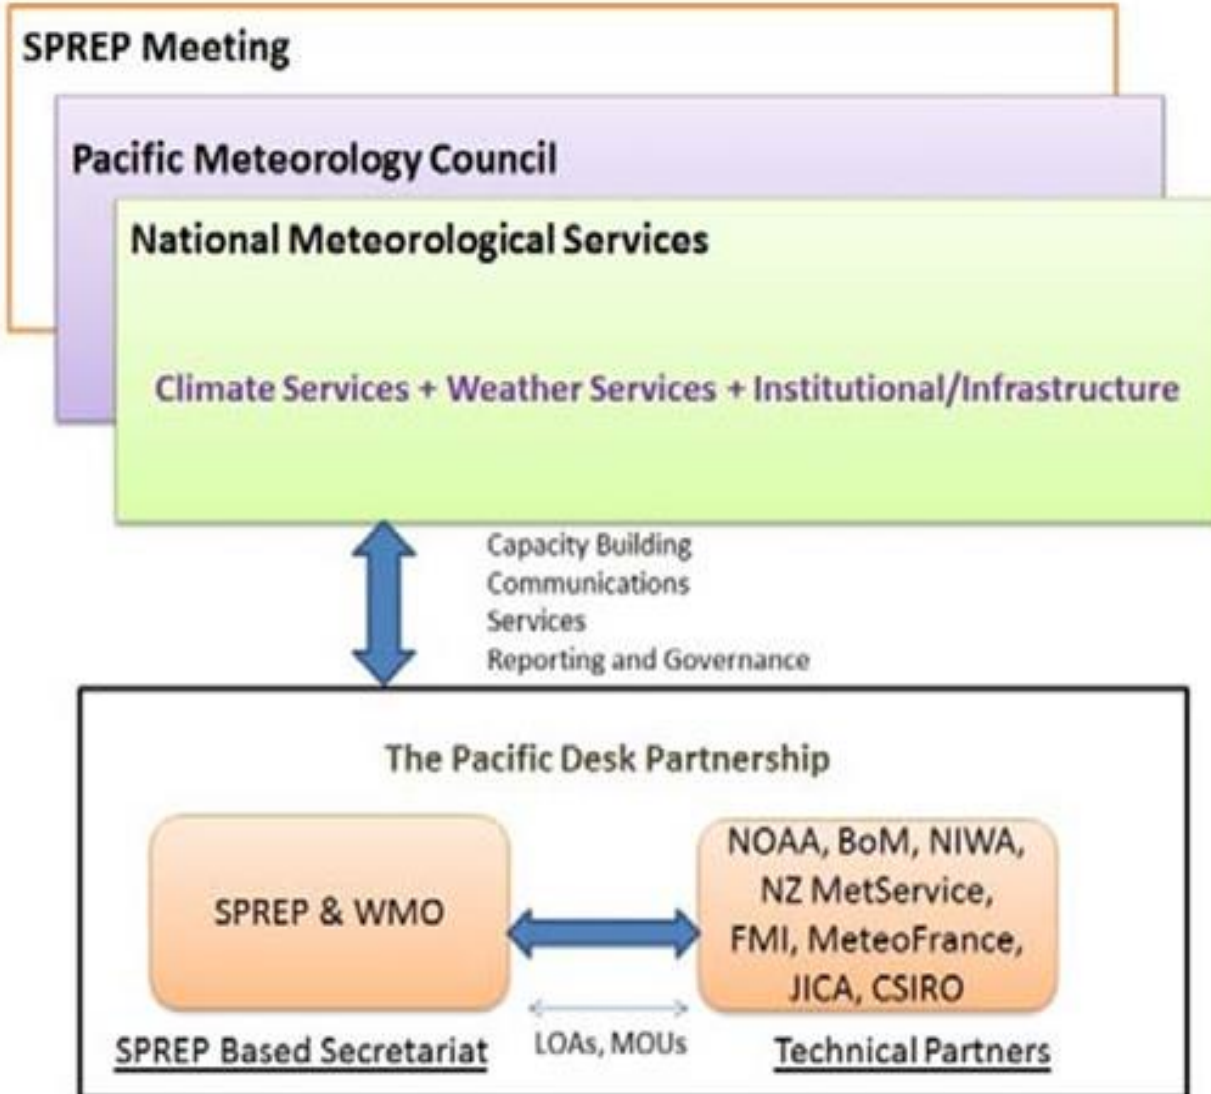 SPREP Meeting
Pacific Meteorology Council
National Meteorological Services
Climate Services + Weather Services + Institutional/Infrastructure
Capacity Building
Communications
Services
Reporting and Governance
The Pacific Desk Partnership
SPREP & WMO
NOAA, BoM, NIWA,
NZ MetService,
FMI, MeteoFrance,
JICA, CSIRO
SPREP Based Secretariat
LOAs, MOUs
Technical Partners